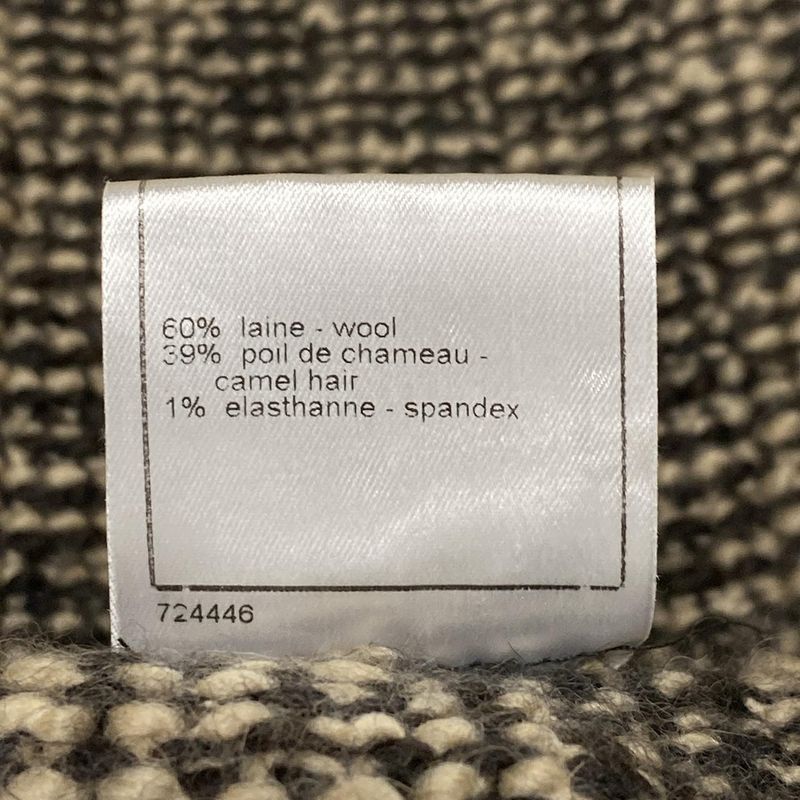 60% laine - wool
39% poil de chameau -
camel hair
1% elasthanne - spandex
724446